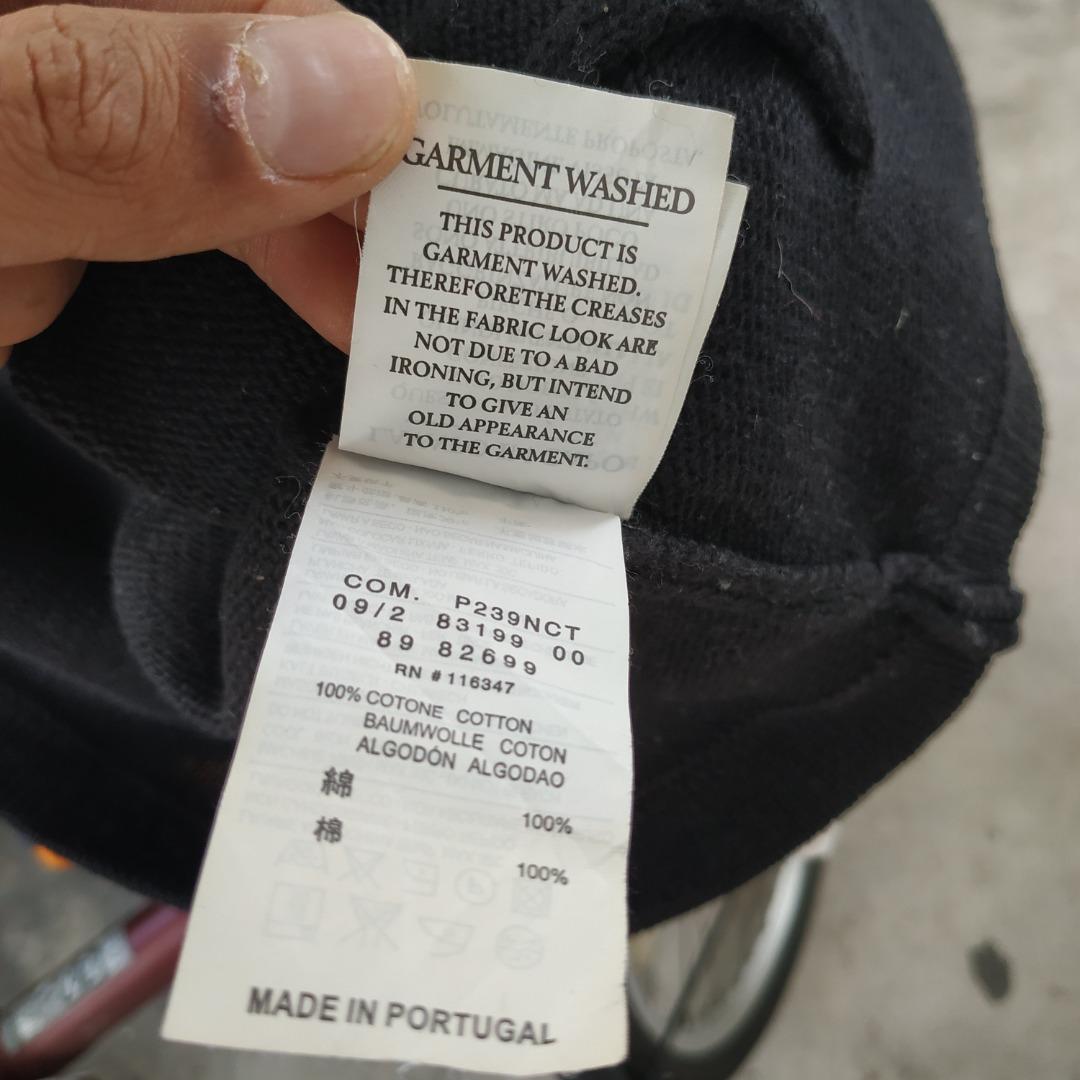 GARMENT WASHED
THIS PRODUCT IS
GARMENT WASHED.
THEREFORETHE CREASES
IN THE FABRIC LOOK ARE
NOT DUE TO A BAD
IRONING, BUT INTEND
TO GIVE AN
OLD APPEARANCE
TO THE GARMENT.
COM. P239NCT
09/2 83199 00
89 82699
RN # 116347
100% COTONE COTTON
BAUMWOLLE COTON
ALGODÓN ALGODAO
綿 100%
棉 100%
MADE IN PORTUGAL